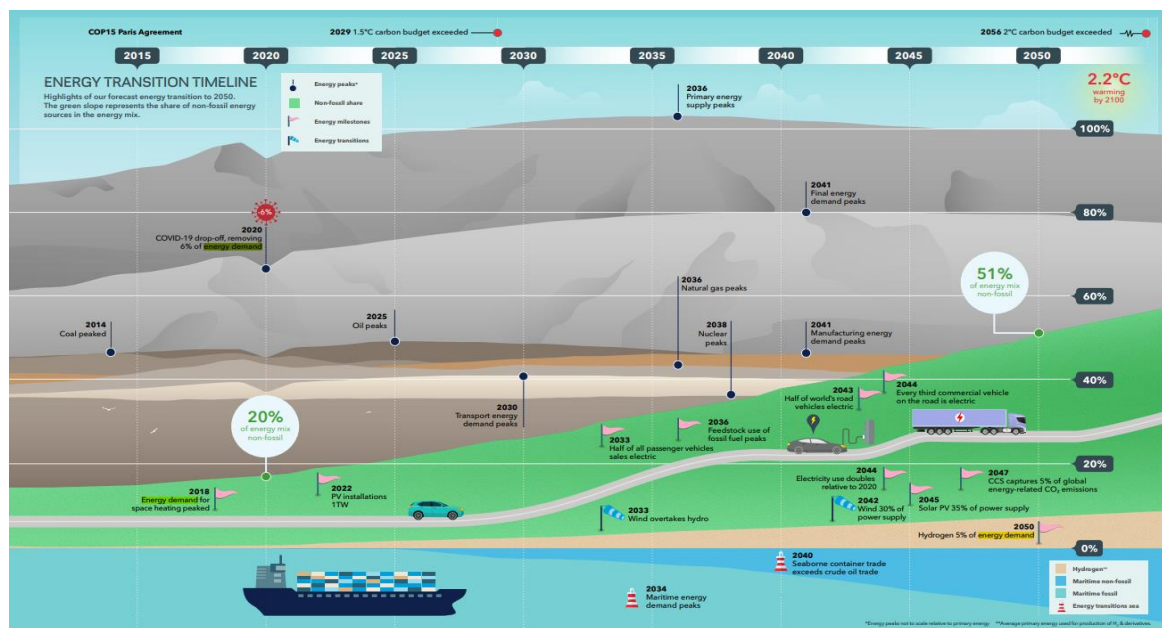 COP15 Paris Agreement
2029 1.5°C carbon budget exceeded
2056 2°C carbon budget exceeded
2015
2020
2025
2030
2035
2040
2045
2050
ENERGY TRANSITION TIMELINE
Highlights of our forecast energy transition to 2050.
The green slope represents the share of non-fossil energy
sources in the energy mix.
Energy peaks*
Non-fossil share
Energy milestones
Energy transitions
2.2°C
warming
by 2100
2036
Primary energy
supply peaks
100%
2041
Final energy
demand peaks
80%
-6%
2020
COVID-19 drop-off, removing
6% of energy demand
51%
of energy mix
non-fossil
60%
2036
Natural gas peaks
2014
Coal peaked
2025
Oil peaks
2038
Nuclear
peaks
2041
Manufacturing energy
demand peaks
40%
2030
Transport energy
demand peaks
20%
of energy mix
non-fossil
2043
Half of world's road
vehicles electric
2044
Every third commercial vehicle
on the road is electric
2033
Half of all passenger vehicles
sales electric
2036
Feedstock use of
fossil fuel peaks
20%
2018
Energy demand for
space heating peaked
2022
PV installations
1TW
2033
Wind overtakes hydro
2044
Electricity use doubles
relative to 2020
2042
Wind 30% of
power supply
2045
Solar PV 35% of power supply
2047
CCS captures 5% of global
energy-related CO₂ emissions
2050
Hydrogen 5% of energy demand
0%
2040
Seaborne container trade
exceeds crude oil trade
2034
Maritime energy
demand peaks
Hydrogen**
Maritime non-fossil
Maritime fossil
Energy transitions sea
*Energy peaks not to scale relative to primary energy **Average primary energy used for production of H₂ & derivatives.